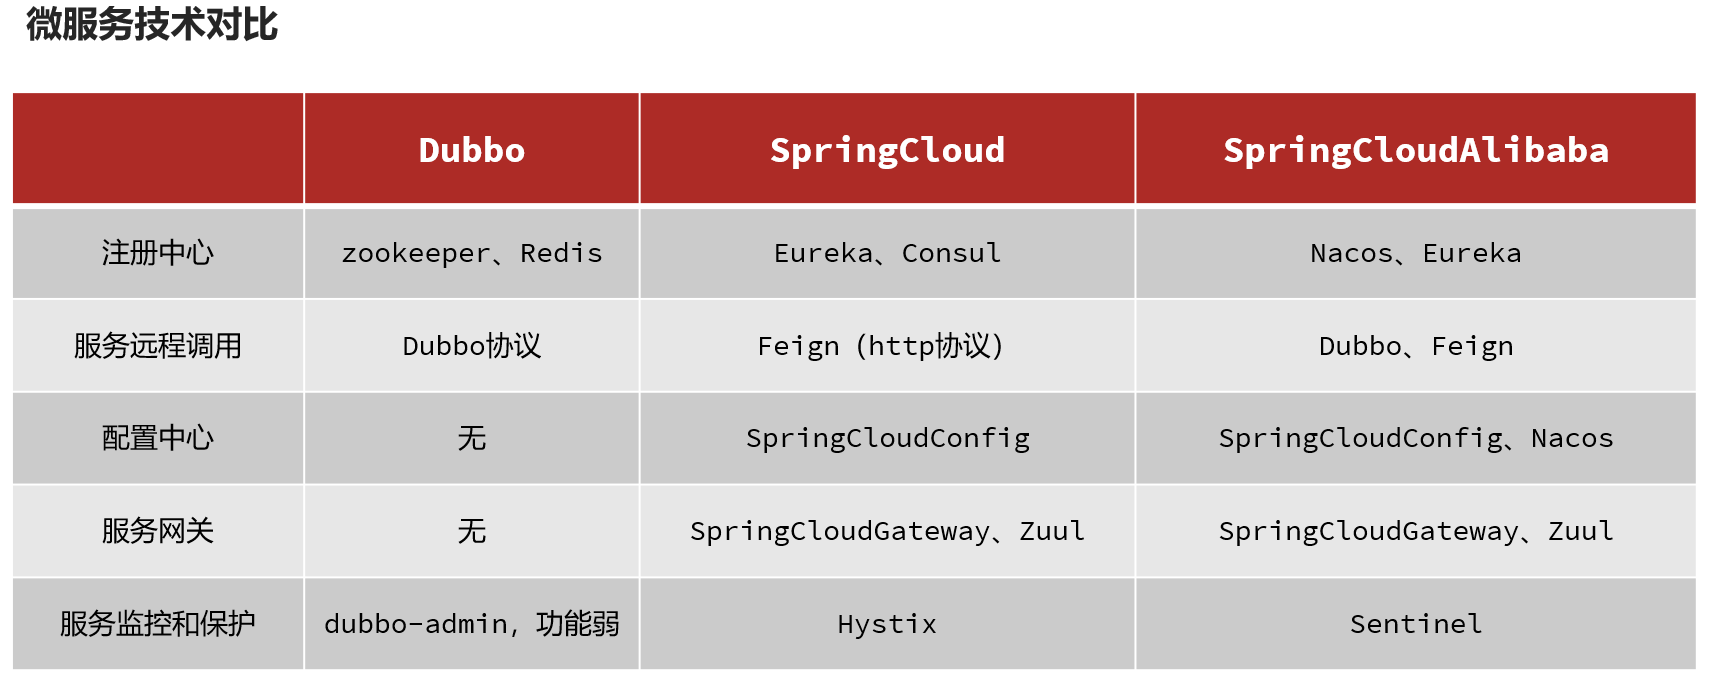 微服务技术对比
Dubbo SpringCloud SpringCloudAlibaba
注册中心 zookeeper、Redis Eureka、Consul Nacos、Eureka
服务远程调用 Dubbo协议 Feign（http协议） Dubbo、Feign
配置中心 无 SpringCloudConfig SpringCloudConfig、Nacos
服务网关 无 SpringCloudGateway、Zuul SpringCloudGateway、Zuul
服务监控和保护 dubbo-admin，功能弱 Hystix Sentinel